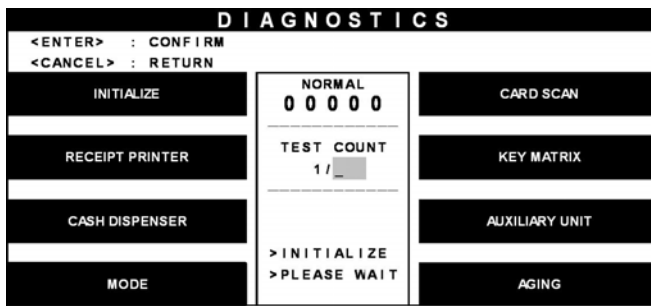 DIAGNOSTICS
<ENTER> : CONFIRM
<CANCEL> : RETURN
INITIALIZE
RECEIPT PRINTER
CASH DISPENSER
MODE
NORMAL
00000
TEST COUNT
1/_
>INITIALIZE
>PLEASE WAIT
CARD SCAN
KEY MATRIX
AUXILIARY UNIT
AGING